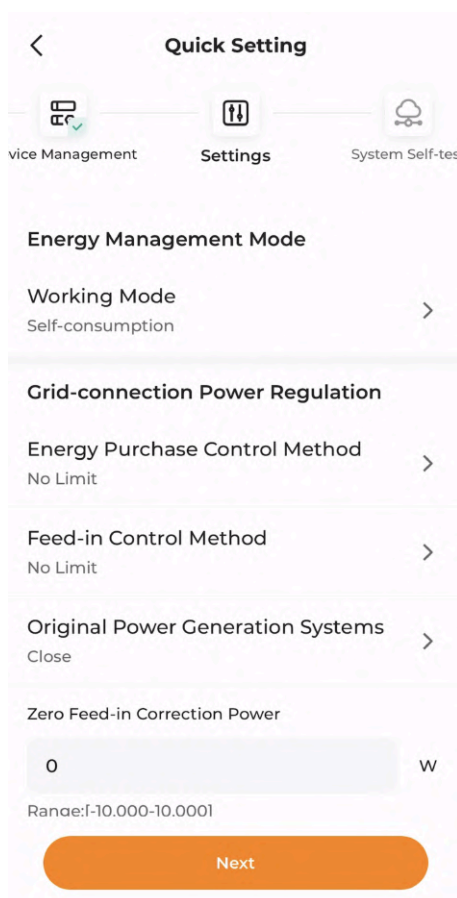 Quick Setting
vice Management
Settings
System Self-tes
Energy Management Mode
Working Mode
Self-consumption
Grid-connection Power Regulation
Energy Purchase Control Method
No Limit
Feed-in Control Method
No Limit
Original Power Generation Systems
Close
Zero Feed-in Correction Power
0
W
Range:[-10.000-10.000]
Next